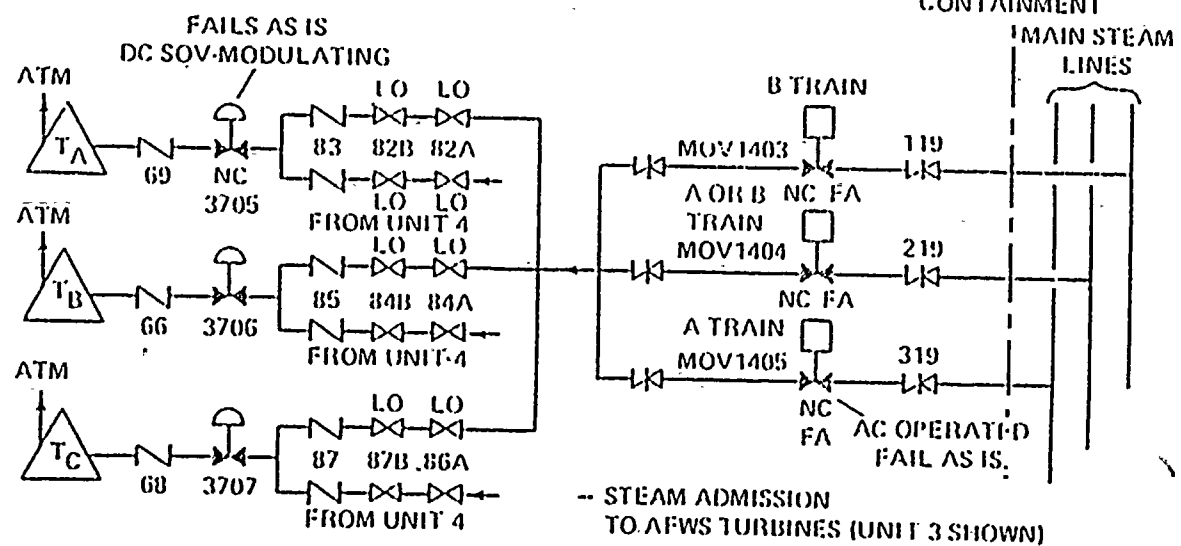 CONTAINMENT
FAILS AS IS
DC SOV-MODULATING
MAIN STEAM
LINES
ATM
LO LO
B TRAIN
T A
69
NC
3705
83 82B 82A
LO LO
FROM UNIT 4
MOV1403
119
A OR B NC FA
TRAIN
MOV1404
219
NC FA
ATM
LO LO
T B
66
3706
85 84B 84A
FROM UNIT 4
A TRAIN
MOV1405
319
NC
FA
AC OPERATED
FAIL AS IS.
ATM
LO LO
T C
68
3707
87 87B 86A
FROM UNIT 4
-- STEAM ADMISSION
TO AFWS TURBINES (UNIT 3 SHOWN)